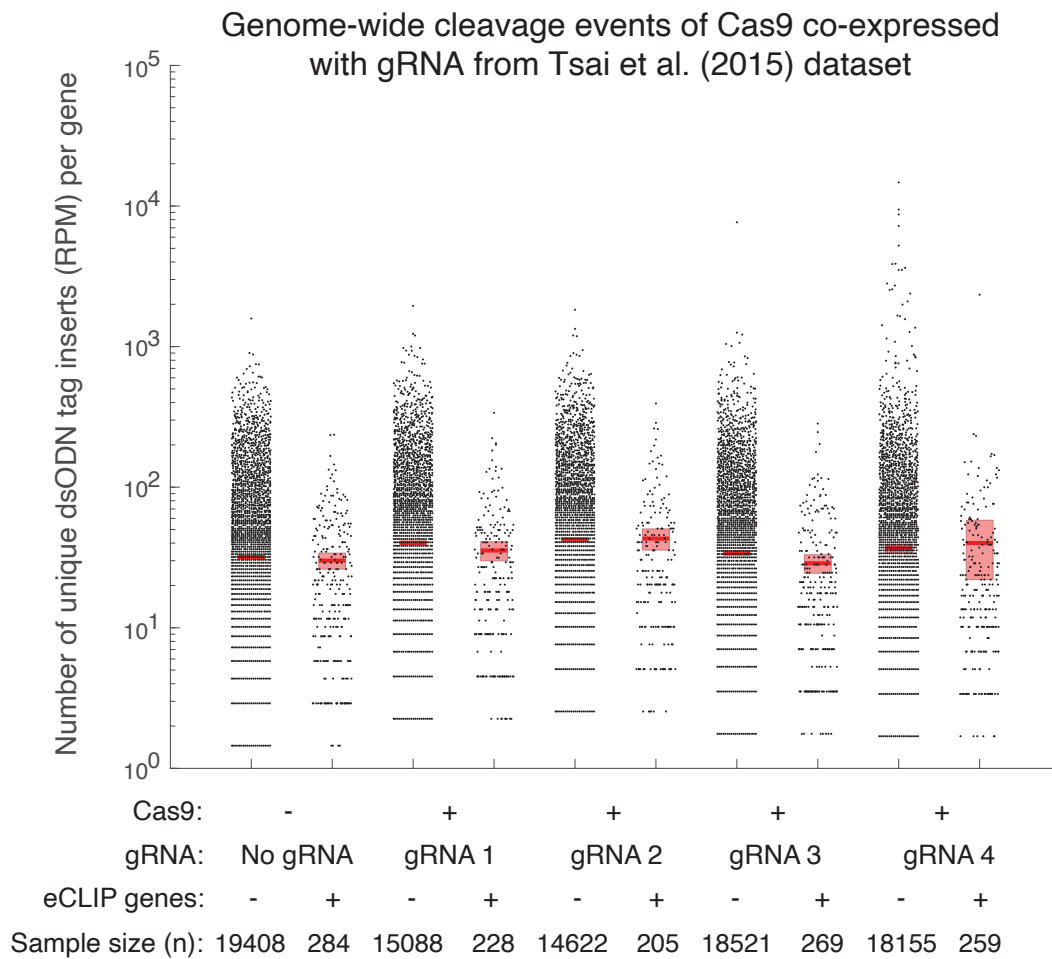 Genome-wide cleavage events of Cas9 co-expressed
with gRNA from Tsai et al. (2015) dataset
Number of unique dsODN tag inserts (RPM) per gene
10^5
10^4
10^3
10^2
10^1
10^0
Cas9: - + + + +
gRNA: No gRNA gRNA 1 gRNA 2 gRNA 3 gRNA 4
eCLIP genes: - + - + - + - + - +
Sample size (n): 19408 284 15088 228 14622 205 18521 269 18155 259